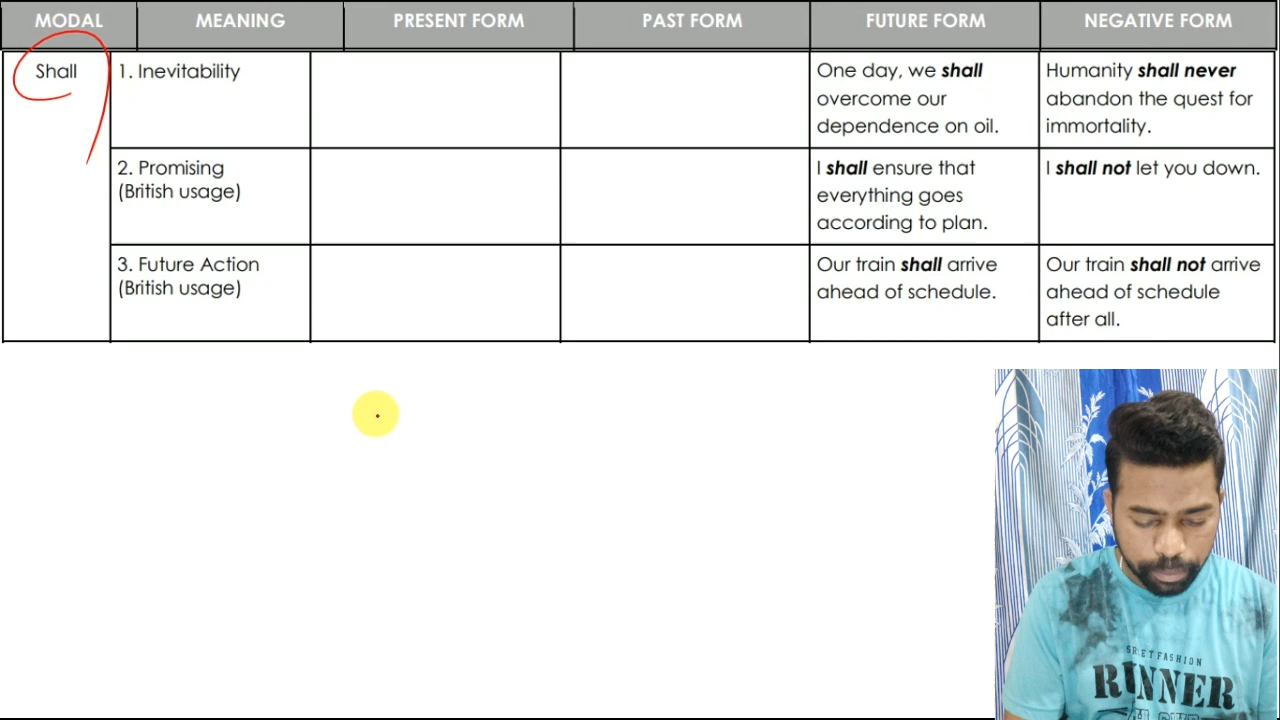 MODAL MEANING PRESENT FORM PAST FORM FUTURE FORM NEGATIVE FORM
Shall
1. Inevitability
One day, we shall
overcome our
dependence on oil.
Humanity shall never
abandon the quest for
immortality.
2. Promising
(British usage)
I shall ensure that
everything goes
according to plan.
I shall not let you down.
3. Future Action
(British usage)
Our train shall arrive
ahead of schedule.
Our train shall not arrive
ahead of schedule
after all.
RUNNER